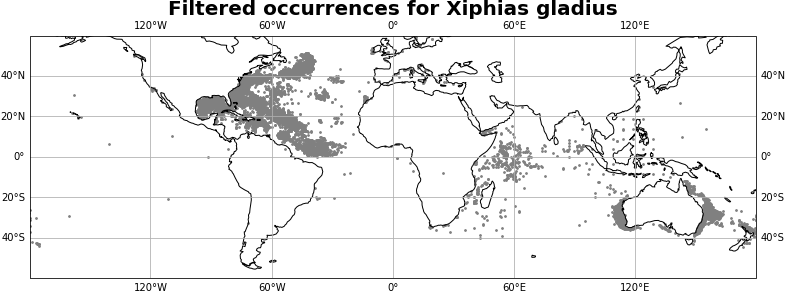 Filtered occurrences for Xiphias gladius
120°W 60°W 0° 60°E 120°E
40°N 40°N
20°N 20°N
0° 0°
20°S 20°S
40°S 40°S
120°W 60°W 0° 60°E 120°E